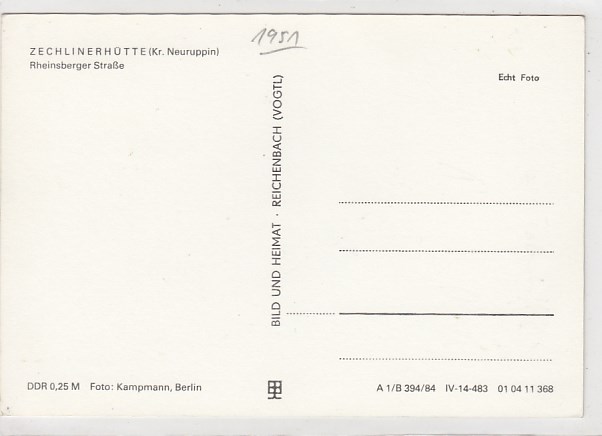 1951
ZECHLINERHÜTTE (Kr. Neuruppin)
Rheinsberger Straße
Echt Foto
BILD UND HEIMAT · REICHENBACH (VOGTL)
DDR 0,25 M Foto: Kampmann, Berlin
A 1/B 394/84 IV-14-483 01 04 11 368